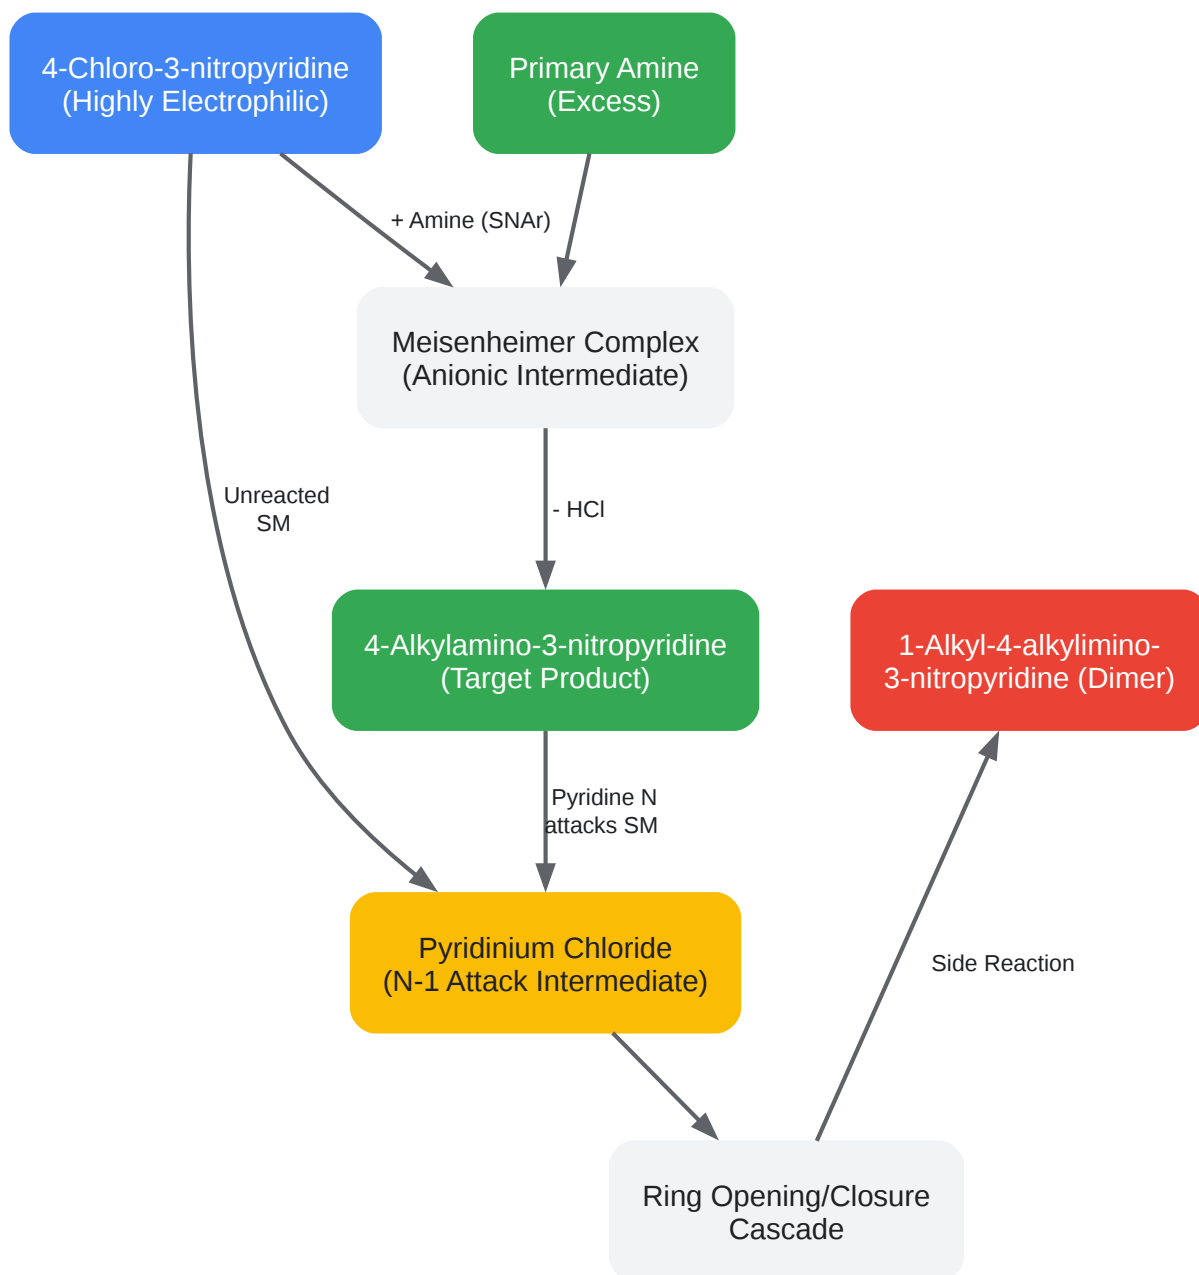 4-Chloro-3-nitropyridine
(Highly Electrophilic)
Primary Amine
(Excess)
+ Amine (SNAr)
Meisenheimer Complex
(Anionic Intermediate)
Unreacted
SM
- HCl
4-Alkylamino-3-nitropyridine
(Target Product)
1-Alkyl-4-alkylimino-
3-nitropyridine (Dimer)
Pyridine N
attacks SM
Pyridinium Chloride
(N-1 Attack Intermediate)
Side Reaction
Ring Opening/Closure
Cascade